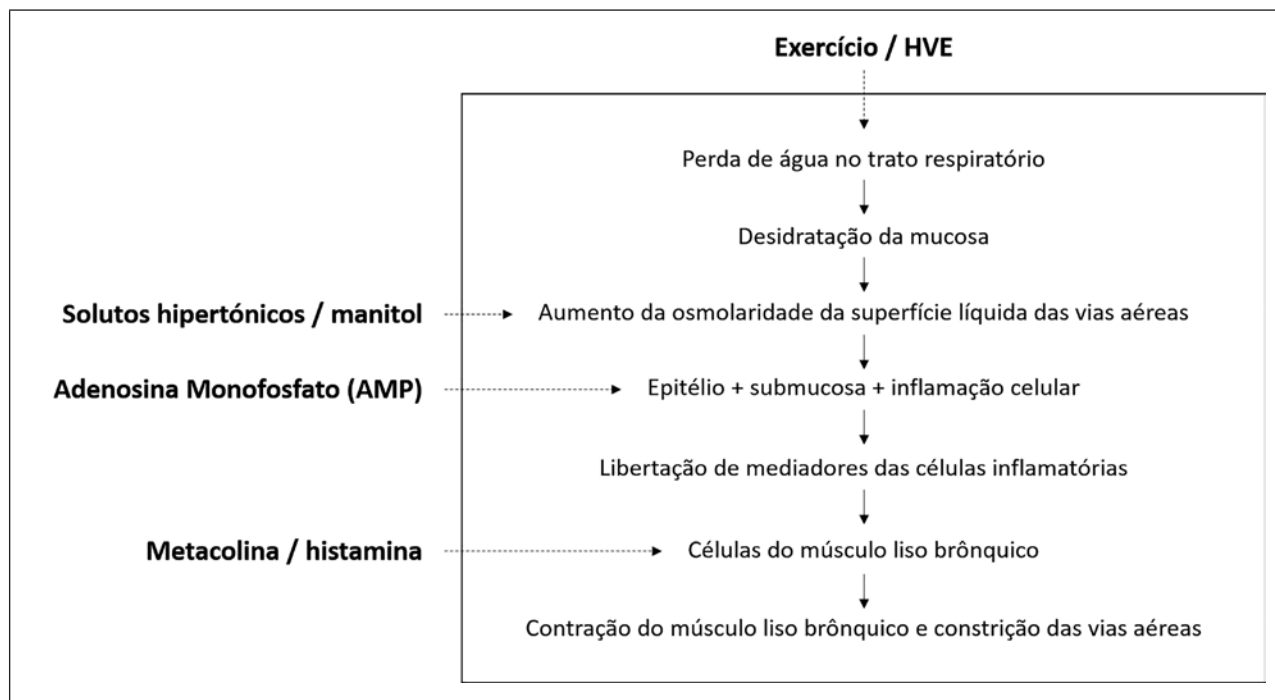 Exercício / HVE
Perda de água no trato respiratório
Desidratação da mucosa
Solutos hipertónicos / manitol
Aumento da osmolaridade da superfície líquida das vias aéreas
Adenosina Monofosfato (AMP)
Epitélio + submucosa + inflamação celular
Libertação de mediadores das células inflamatórias
Metacolina / histamina
Células do músculo liso brônquico
Contração do músculo liso brônquico e constrição das vias aéreas